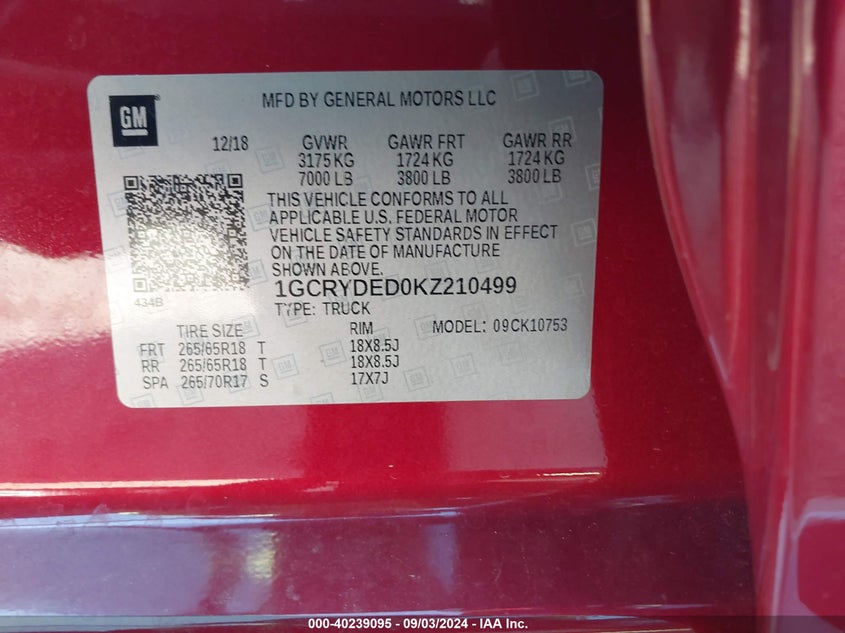 GM
MFD BY GENERAL MOTORS LLC
12/18 GVWR GAWR FRT GAWR RR
3175 KG 1724 KG 1724 KG
7000 LB 3800 LB 3800 LB
THIS VEHICLE CONFORMS TO ALL
APPLICABLE U.S. FEDERAL MOTOR
VEHICLE SAFETY STANDARDS IN EFFECT
ON THE DATE OF MANUFACTURE
SHOWN ABOVE.
434B
1GCRYDED0KZ210499
TYPE: TRUCK
TIRE SIZE RIM MODEL: 09CK10753
FRT 265/65R18 T 18X8.5J
RR 265/65R18 T 18X8.5J
SPA 265/70R17 S 17X7J
000-40239095 - 09/03/2024 - IAA Inc.